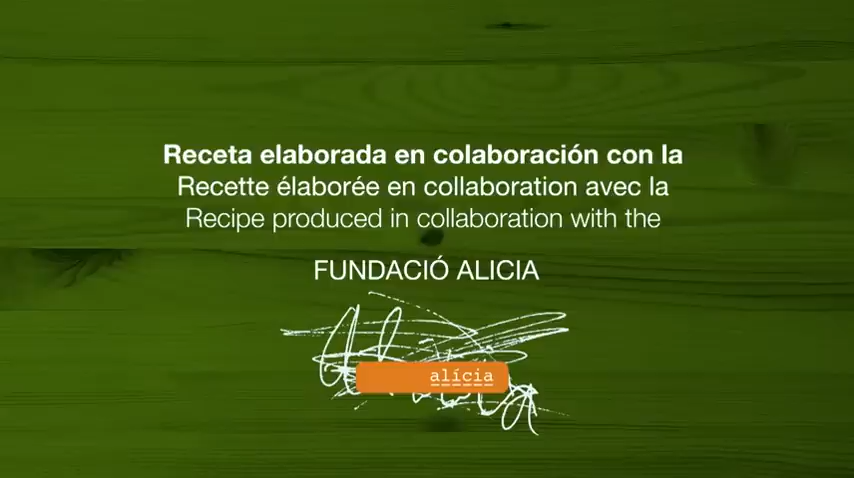 Receta elaborada en colaboración con la
Recette élaborée en collaboration avec la
Recipe produced in collaboration with the
FUNDACIÓ ALICIA
alícia